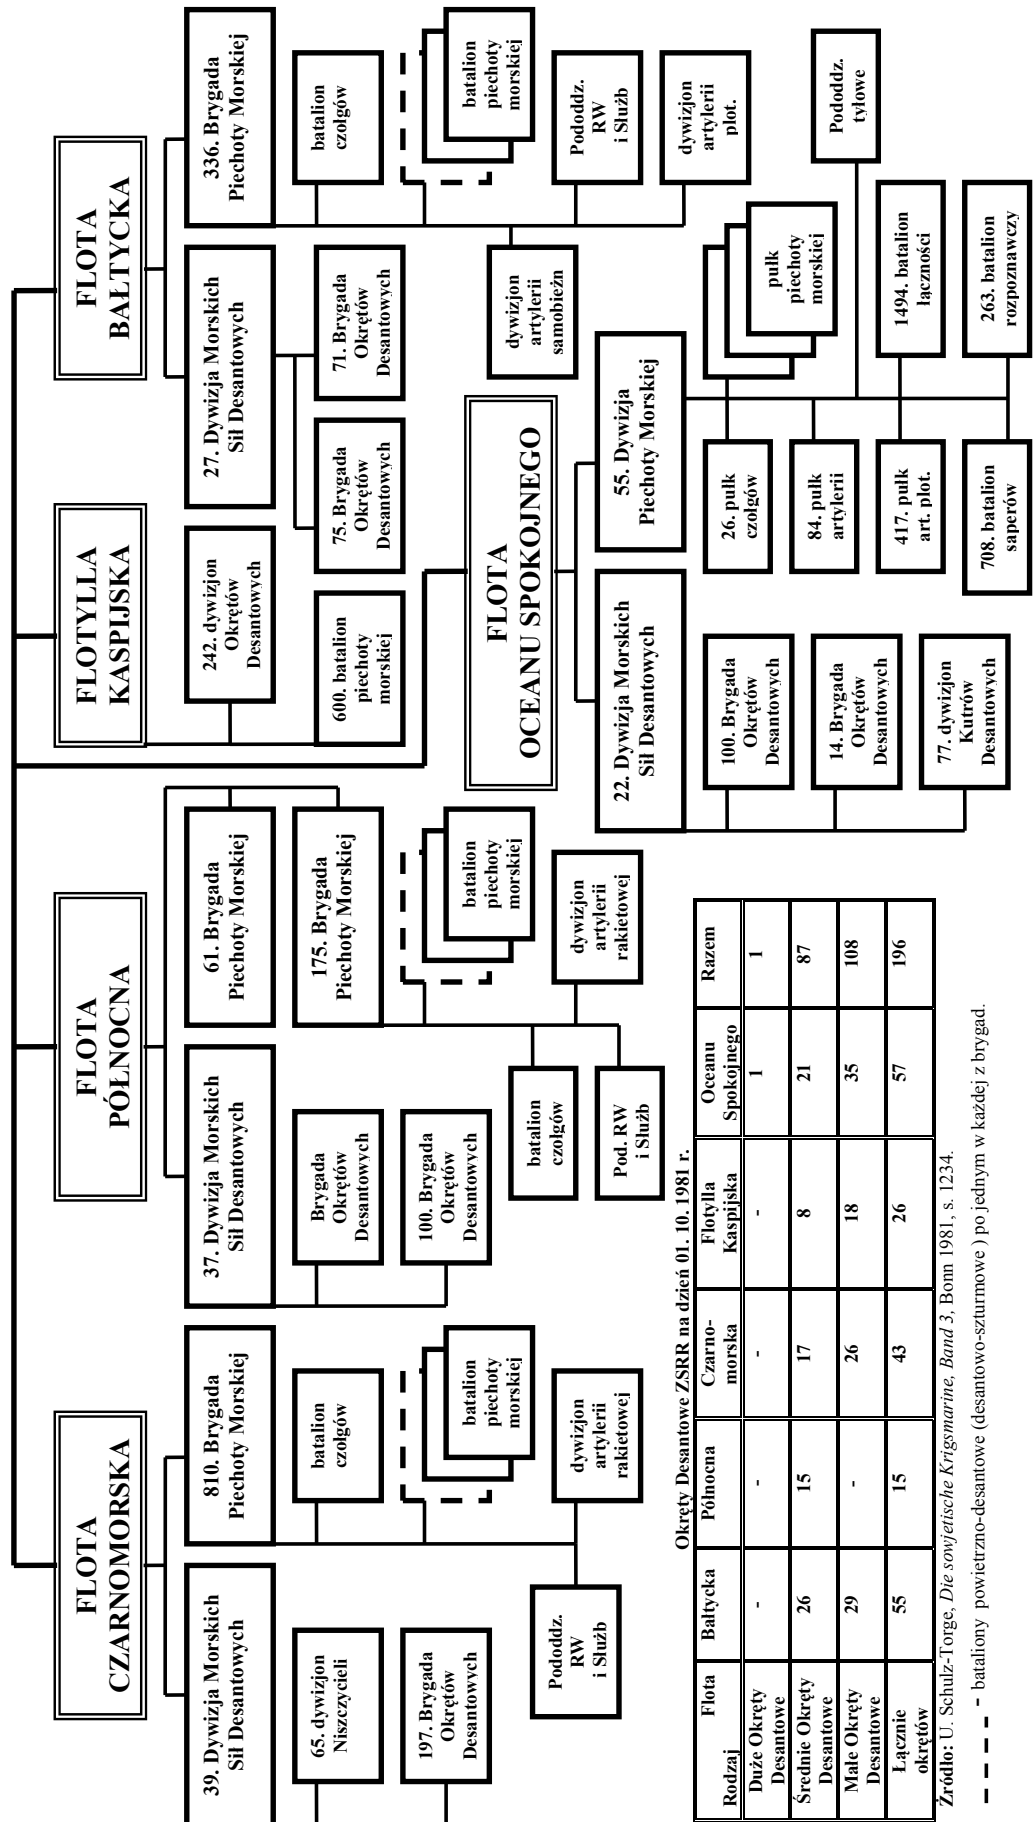 FLOTA
CZARNOMORSKA
FLOTA
PÓŁNOCNA
FLOTYLLA
KASPIJSKA
FLOTA
BAŁTYCKA
39. Dywizja Morskich
Sił Desantowych
65. dywizjon
Niszczycieli
197. Brygada
Okrętów
Desantowych
810. Brygada
Piechoty Morskiej
batalion
czołgów
batalion
piechoty
morskiej
dywizjon
artylerii
rakietowej
Pododdz.
RW
i Służb
37. Dywizja Morskich
Sił Desantowych
Brygada
Okrętów
Desantowych
100. Brygada
Okrętów
Desantowych
61. Brygada
Piechoty Morskiej
175. Brygada
Piechoty Morskiej
batalion
piechoty
morskiej
batalion
czołgów
dywizjon
artylerii
rakietowej
Pod. RW
i Służb
242. dywizjon
Okrętów
Desantowych
600. batalion
piechoty
morskiej
27. Dywizja Morskich
Sił Desantowych
75. Brygada
Okrętów
Desantowych
71. Brygada
Okrętów
Desantowych
336. Brygada
Piechoty Morskiej
batalion
czołgów
batalion
piechoty
morskiej
dywizjon
artylerii
samobieżn
Pododdz.
RW
i Służb
dywizjon
artylerii
plot.
FLOTA
OCEANU SPOKOJNEGO
22. Dywizja Morskich
Sił Desantowych
100. Brygada
Okrętów
Desantowych
14. Brygada
Okrętów
Desantowych
77. dywizjon
Kutrów
Desantowych
55. Dywizja
Piechoty Morskiej
26. pułk
czołgów
pułk
piechoty
morskiej
84. pułk
artylerii
Pododdz.
tyłowe
417. pułk
art. plot.
1494. batalion
łączności
708. batalion
saperów
263. batalion
rozpoznawczy
Okręty Desantowe ZSRR na dzień 01. 10. 1981 r.
Flota
Rodzaj
Bałtycka
Północna
Czarno-
morska
Flotylla
Kaspijska
Oceanu
Spokojnego
Razem
Duże Okręty
Desantowe
- - - - 1 1
Średnie Okręty
Desantowe
26 15 17 8 21 87
Małe Okręty
Desantowe
29 - 26 18 35 108
Łącznie
okrętów
55 15 43 26 57 196
Źródło: U. Schulz-Torge, Die sowjetische Krigsmarine, Band 3, Bonn 1981, s. 1234.
- bataliony powietrzno-desantowe (desantowo-szturmowe ) po jednym w każdej z brygad.